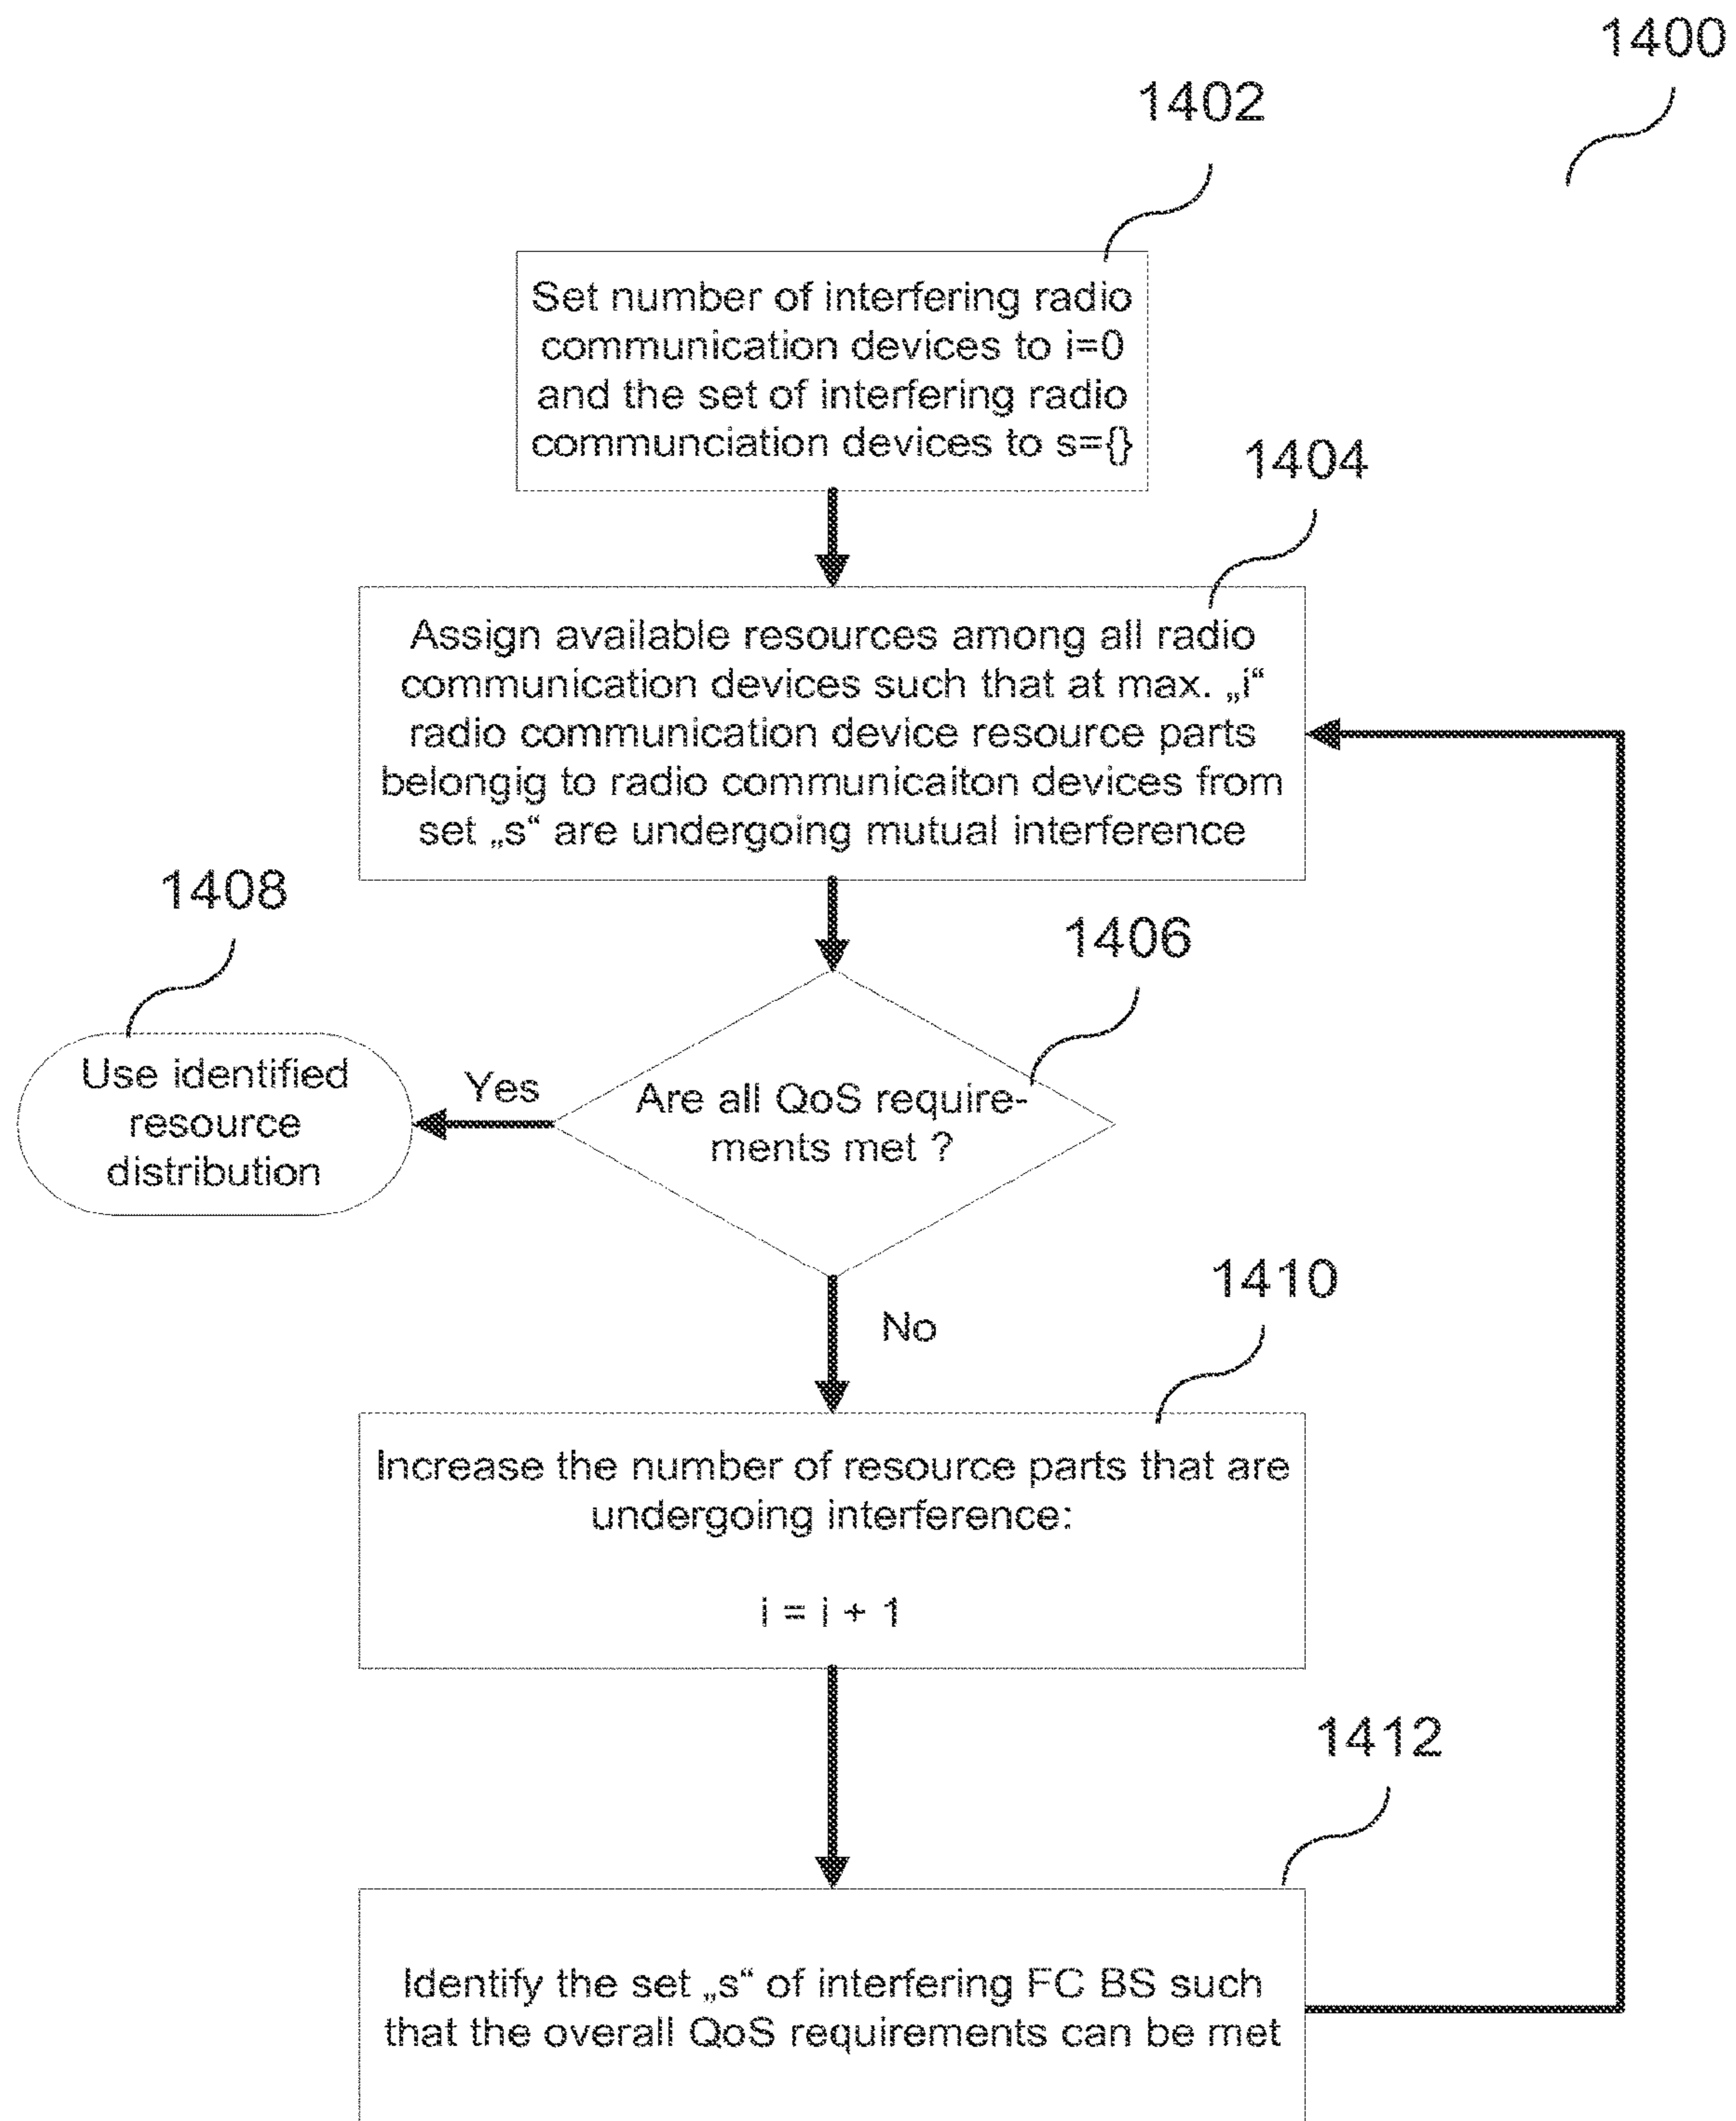 1400
1402
Set number of interfering radio
communication devices to i=0
and the set of interfering radio
communciation devices to s={}
1404
Assign available resources among all radio
communication devices such that at max. „i“
radio communication device resource parts
belongig to radio communicaiton devices from
set „s“ are undergoing mutual interference
1408
1406
Use identified
resource
distribution
Yes
Are all QoS require-
ments met ?
1410
No
Increase the number of resource parts that are
undergoing interference:
i = i + 1
1412
Identify the set „s“ of interfering FC BS such
that the overall QoS requirements can be met